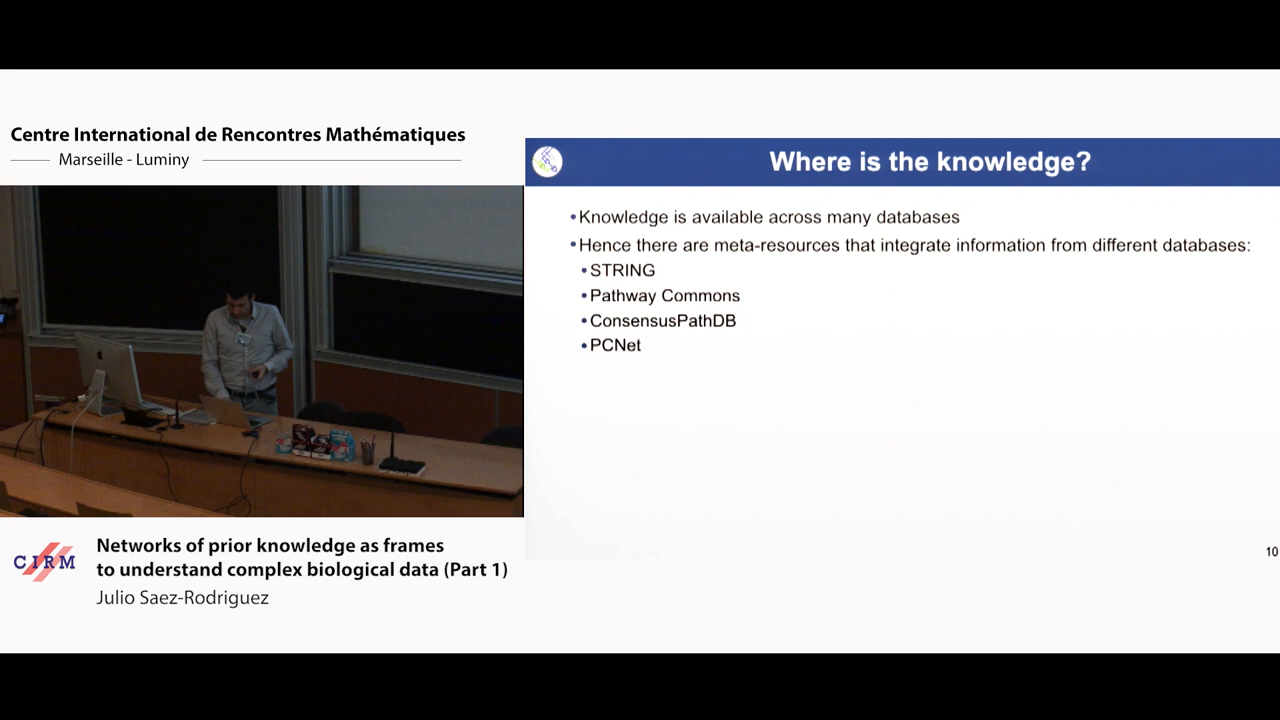 Centre International de Rencontres Mathématiques
Marseille - Luminy
Where is the knowledge?
•Knowledge is available across many databases
•Hence there are meta-resources that integrate information from different databases:
•STRING
•Pathway Commons
•ConsensusPathDB
•PCNet
10
CIRM
Networks of prior knowledge as frames
to understand complex biological data (Part 1)
Julio Saez-Rodriguez